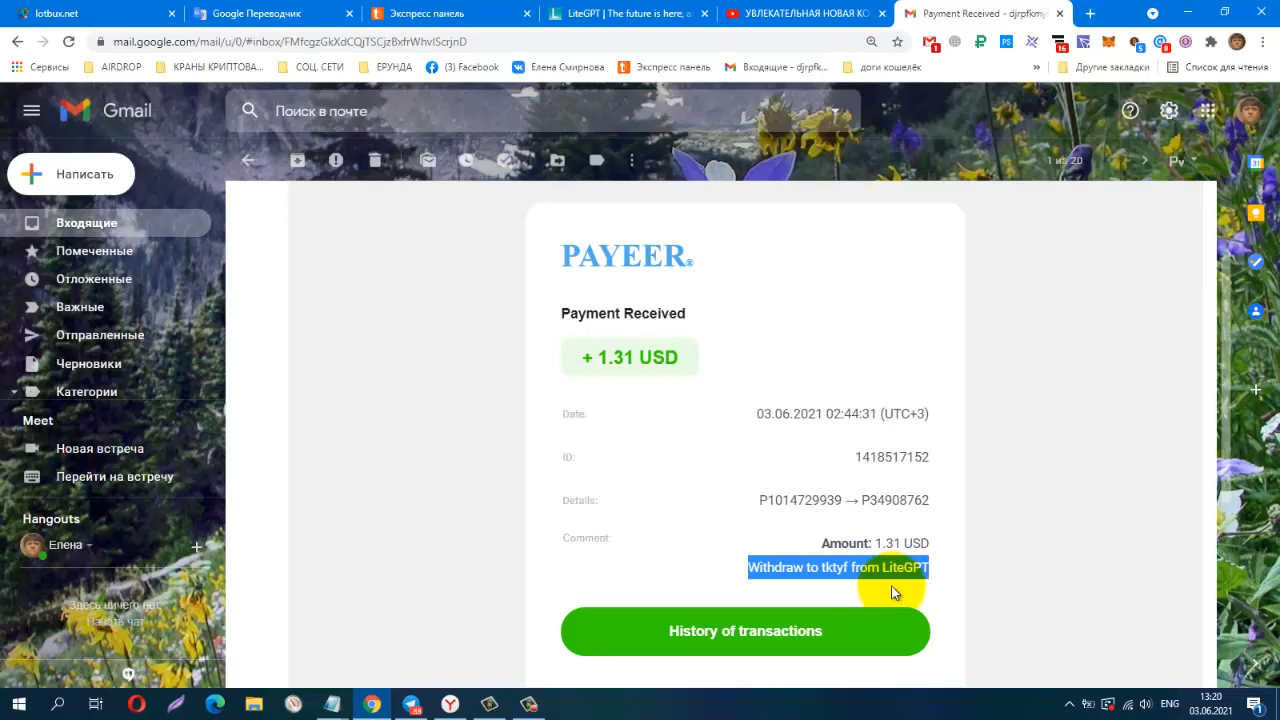 lotbux.net
Google Переводчик
Экспресс панель
LiteGPT | The future is here, a
УВЛЕКАТЕЛЬНАЯ НОВАЯ КО
Payment Received - djrpfkmy
mail.google.com/mail/u/0/#inbox/FMfcgzGkXdCQjTSCjzBxfrWhvlScrjnD
Сервисы
AIRDROP
КРАНЫ КРИПТОВА...
СОЦ. СЕТИ
ЕРУНДА
(3) Facebook
Елена Смирнова
Экспресс панель
Входящие - djrpfk...
доги кошелёк
»
Другие закладки
Список для чтения
Gmail
Поиск в почте
Написать
1 из 20
Входящие
Помеченные
Отложенные
Важные
Отправленные
Черновики
Категории
Meet
Новая встреча
Перейти на встречу
Hangouts
Елена
Здесь ничего нет.
Начать чат
PAYEER®
Payment Received
+ 1.31 USD
Date: 03.06.2021 02:44:31 (UTC+3)
ID: 1418517152
Details: P1014729939 → P34908762
Comment: Amount: 1.31 USD
Withdraw to tktyf from LiteGPT
History of transactions
ENG
13:20
03.06.2021